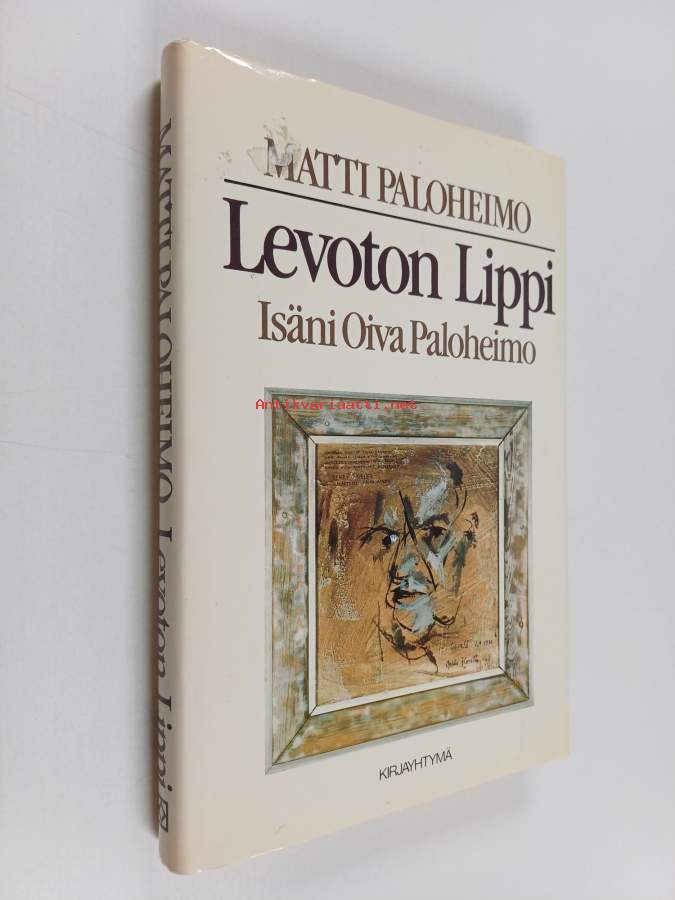 MATTI PALOHEIMO
Levoton Lippi
Isäni Oiva Paloheimo
Antikvariaatti.net
KIRJAYHTYMÄ
MATTI PALOHEIMO Levoton Lippi